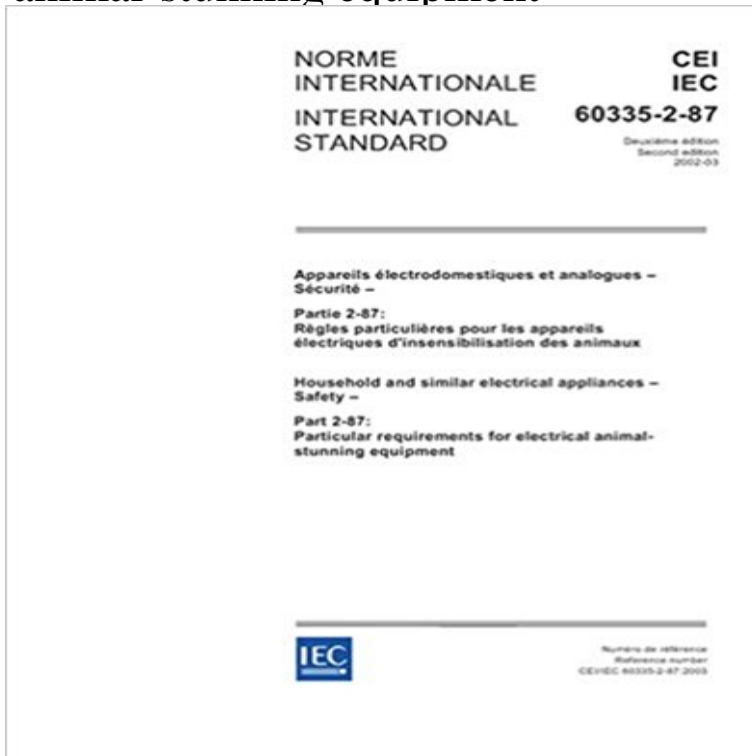 animal-stunning equipment
NORME
INTERNATIONALE
INTERNATIONAL
STANDARD
CEI
IEC
60335-2-87
Deuxième édition
Second edition
2002-03
Appareils électrodomestiques et analogues –
Sécurité –
Partie 2-87:
Règles particulières pour les appareils
électriques d'insensibilisation des animaux
Household and similar electrical appliances –
Safety –
Part 2-87:
Particular requirements for electrical animal-
stunning equipment
IEC
Numéro de référence
Reference number
CEI/IEC 60335-2-87:2002